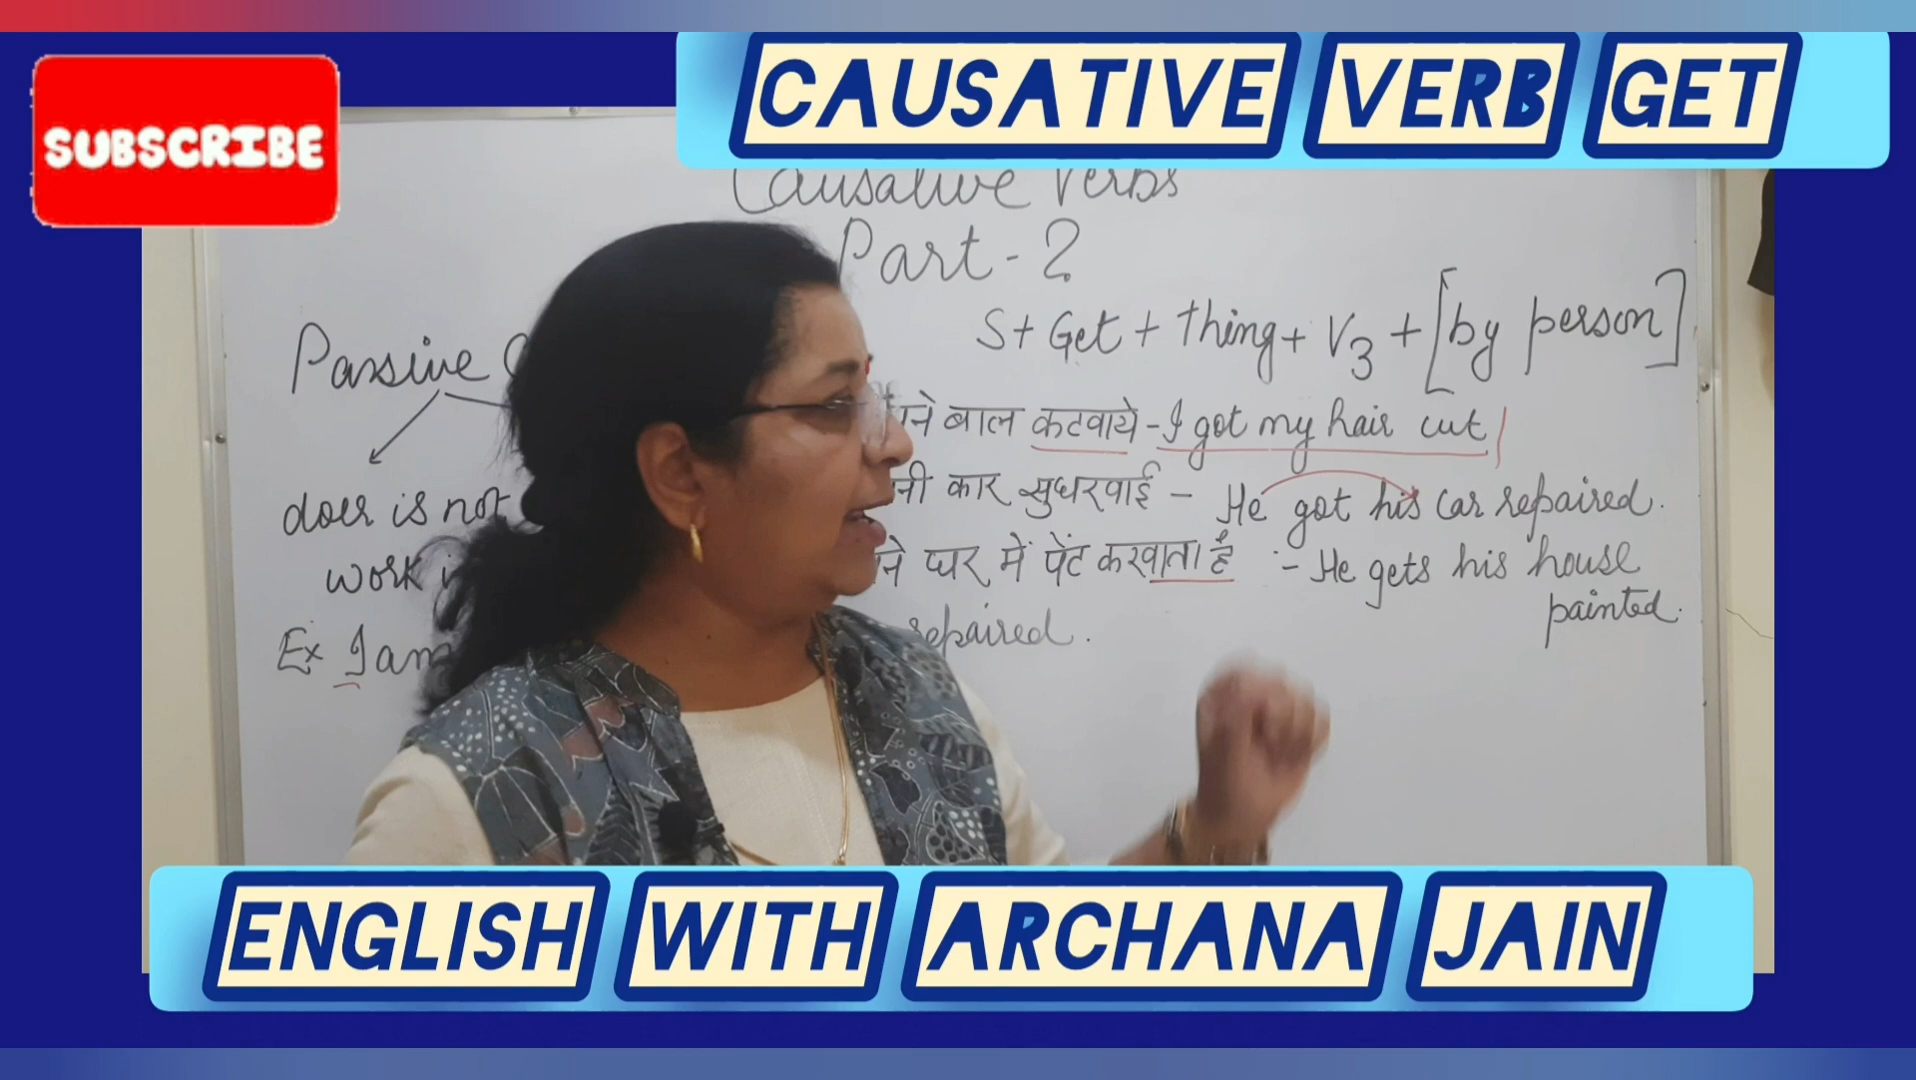 SUBSCRIBE
CAUSATIVE VERB GET
Causative Verbs
Part-2
Passive
S + Get + thing + V3 + [by person]
बाल कटवाये - I got my hair cut
कार सुधरवाई - He got his car repaired.
doer is not
घर में पेंट करवाता है :- He gets his house
painted.
work
Ex I am
repaired.
ENGLISH WITH ARCHANA JAIN